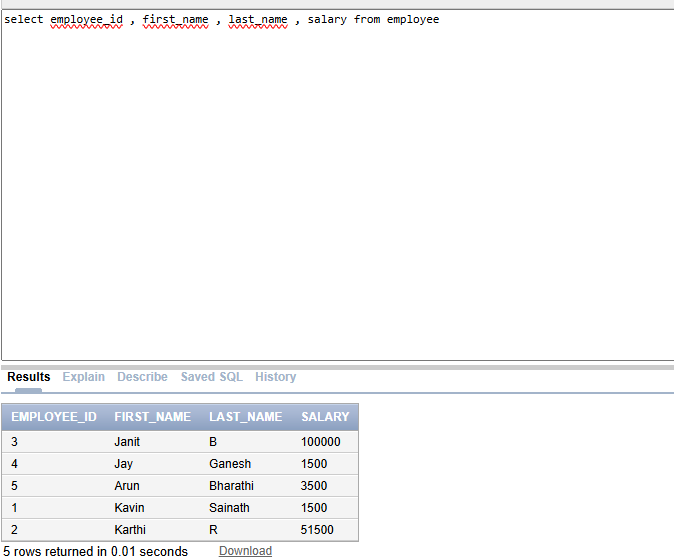 select employee_id , first_name , last_name , salary from employee
Results Explain Describe Saved SQL History
EMPLOYEE_ID FIRST_NAME LAST_NAME SALARY
3 Janit B 100000
4 Jay Ganesh 1500
5 Arun Bharathi 3500
1 Kavin Sainath 1500
2 Karthi R 51500
5 rows returned in 0.01 seconds Download